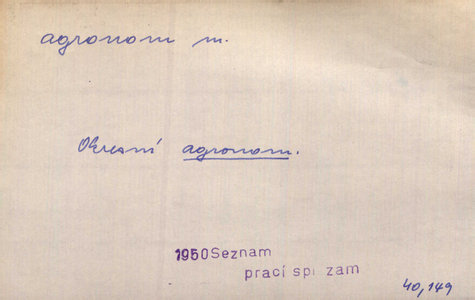 agronom m.
Okresní agronom.
1950 Seznam
prací spi zam
40,149